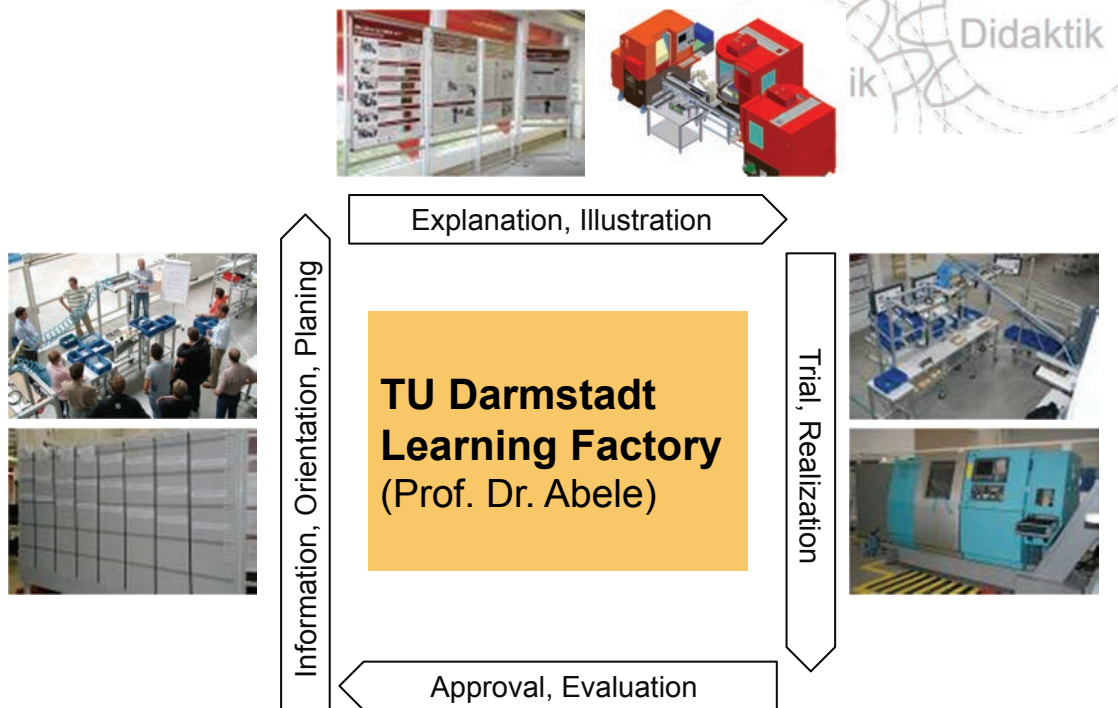 Didaktik
ik
Explanation, Illustration
Information, Orientation, Planing
TU Darmstadt
Learning Factory
(Prof. Dr. Abele)
Trial, Realization
Approval, Evaluation